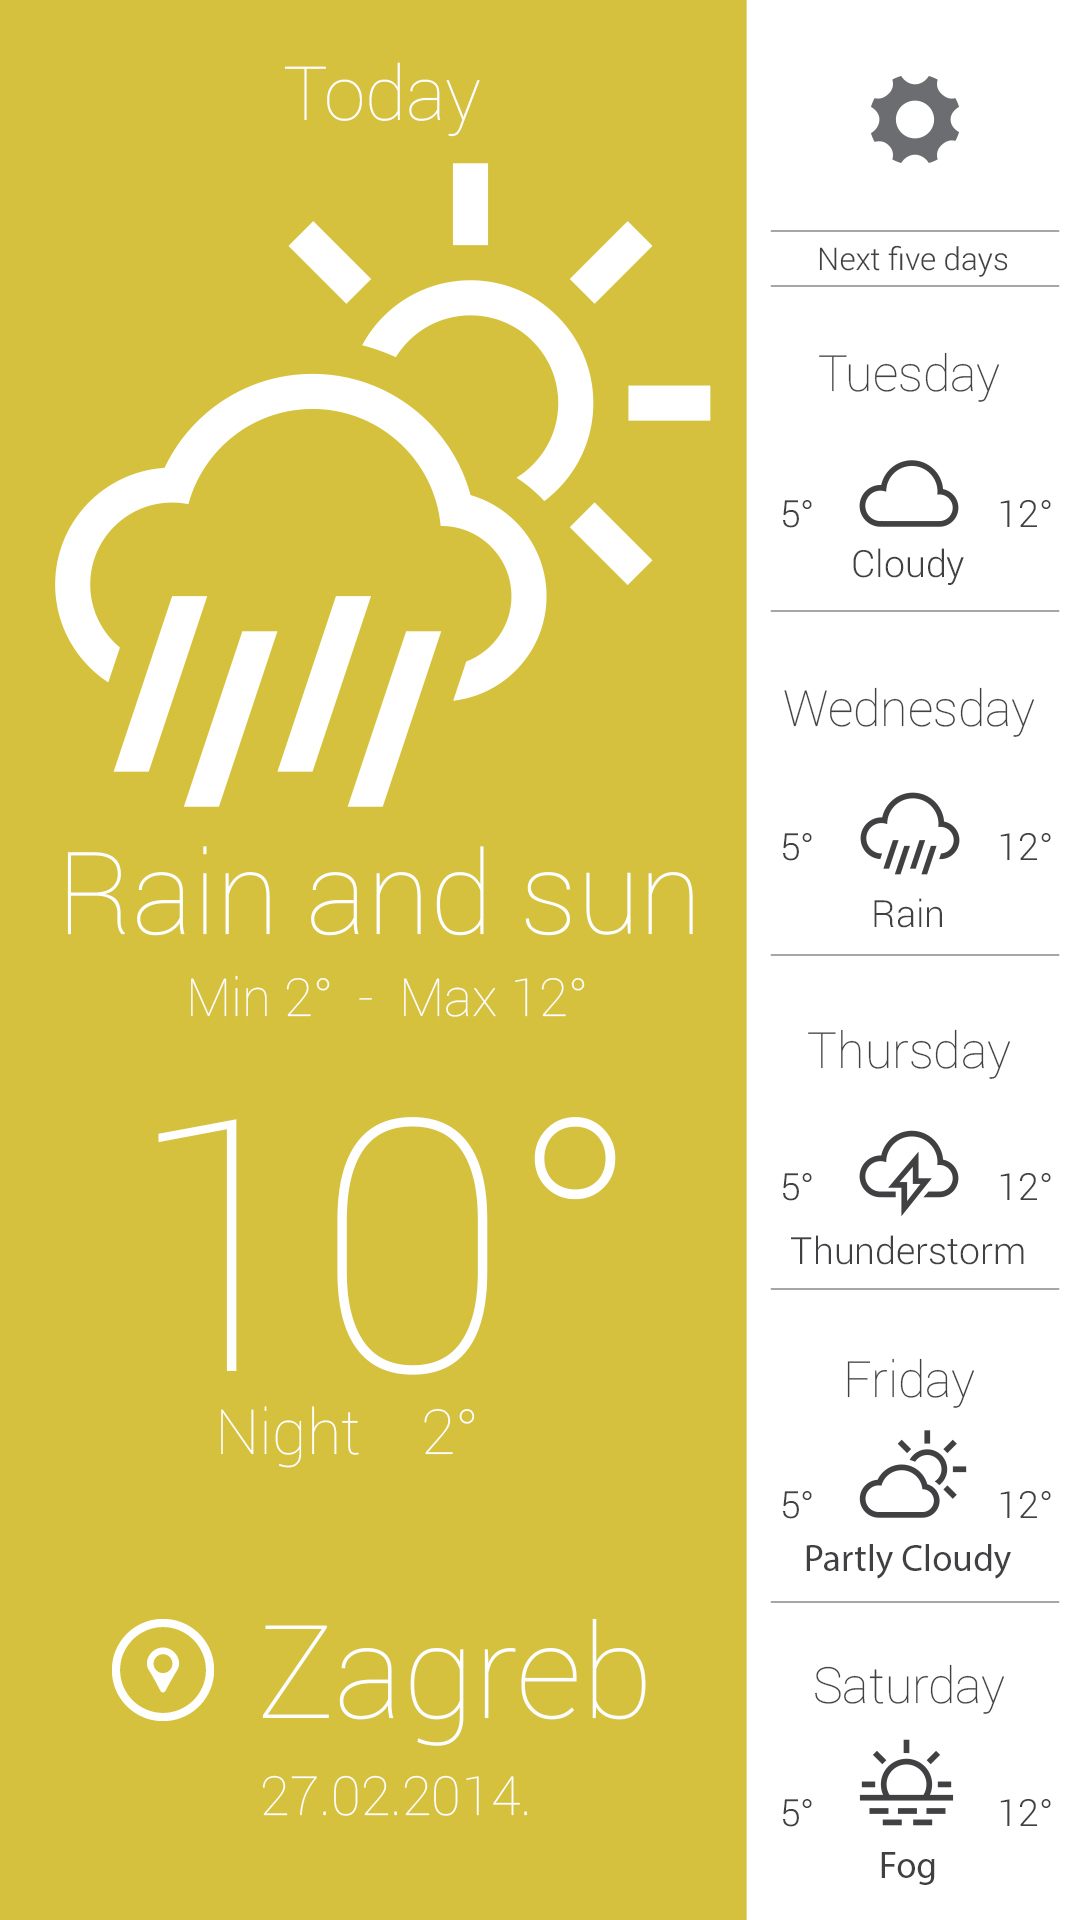 Today
Rain and sun
Min 2° - Max 12°
10°
Night 2°
Zagreb
27.02.2014.
Next five days
Tuesday
5° 12°
Cloudy
Wednesday
5° 12°
Rain
Thursday
5° 12°
Thunderstorm
Friday
5° 12°
Partly Cloudy
Saturday
5° 12°
Fog